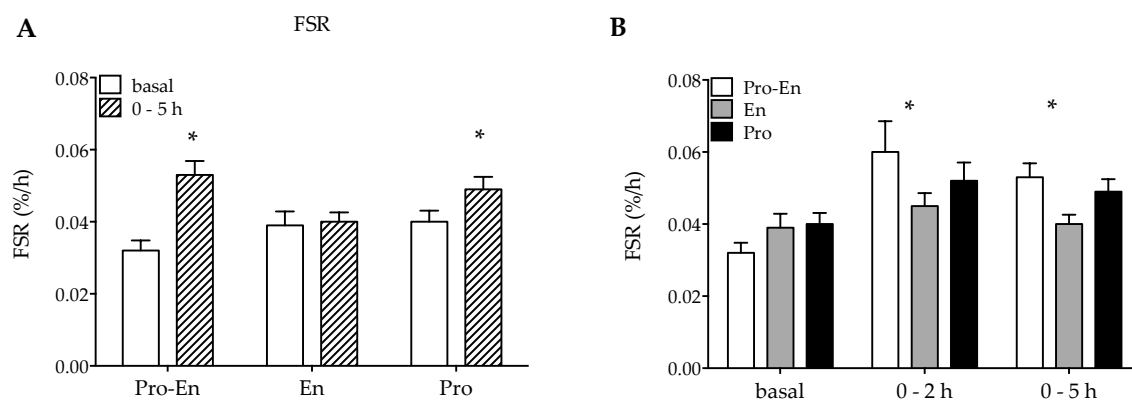 A
FSR
FSR (%/h)
0.08
0.06
0.04
0.02
0.00
basal
0 - 5 h
*
*
Pro-En
En
Pro
B
FSR (%/h)
0.08
0.06
0.04
0.02
0.00
Pro-En
En
Pro
*
*
basal
0 - 2 h
0 - 5 h